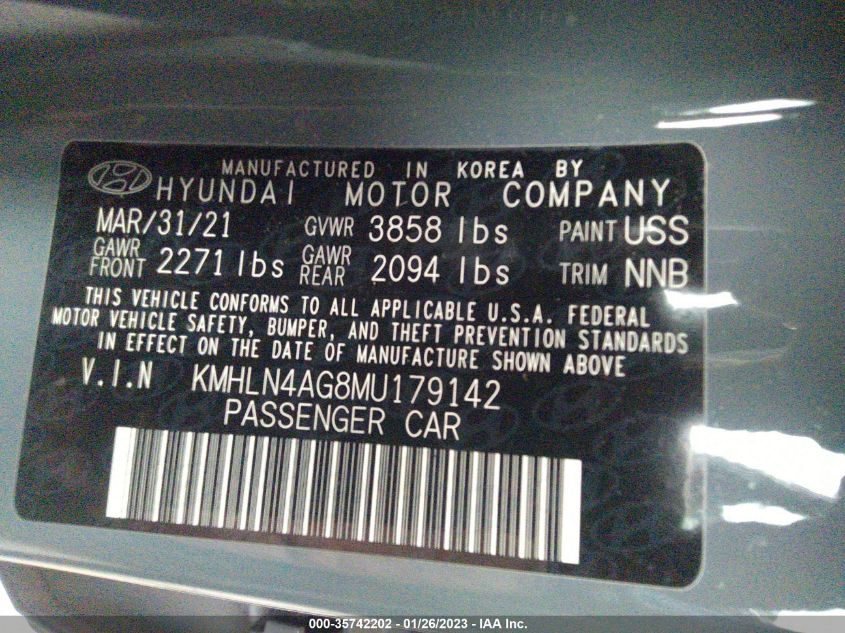 MANUFACTURED IN KOREA BY
HYUNDAI MOTOR COMPANY
MAR/31/21 GVWR 3858 lbs PAINT USS
GAWR FRONT 2271 lbs GAWR REAR 2094 lbs TRIM NNB
THIS VEHICLE CONFORMS TO ALL APPLICABLE U.S.A. FEDERAL
MOTOR VEHICLE SAFETY, BUMPER, AND THEFT PREVENTION STANDARDS
IN EFFECT ON THE DATE OF MANUFACTURE SHOWN ABOVE
V.I.N KMHLN4AG8MU179142
PASSENGER CAR
000-35742202 - 01/26/2023 - IAA Inc.